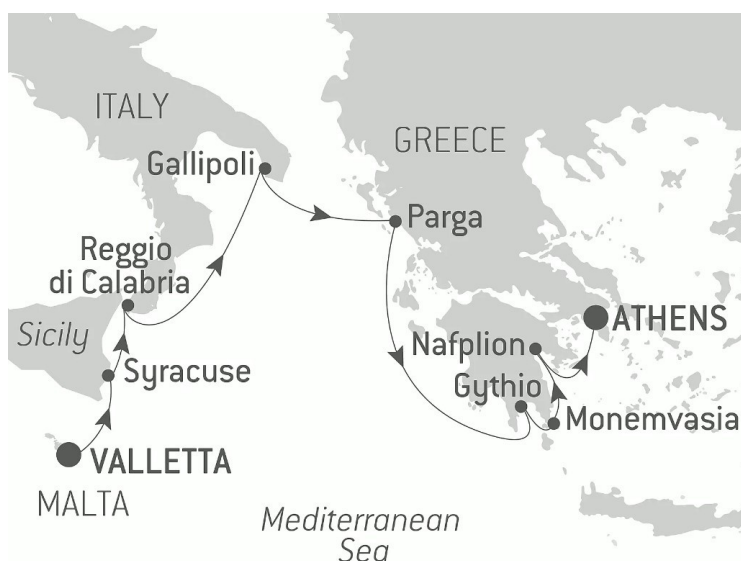 ITALY
GREECE
Gallipoli
Parga
Reggio
di Calabria
Sicily
ATHENS
Nafplion
Syracuse
Gythio
Monemvasia
VALLETTA
MALTA
Mediterranean
Sea